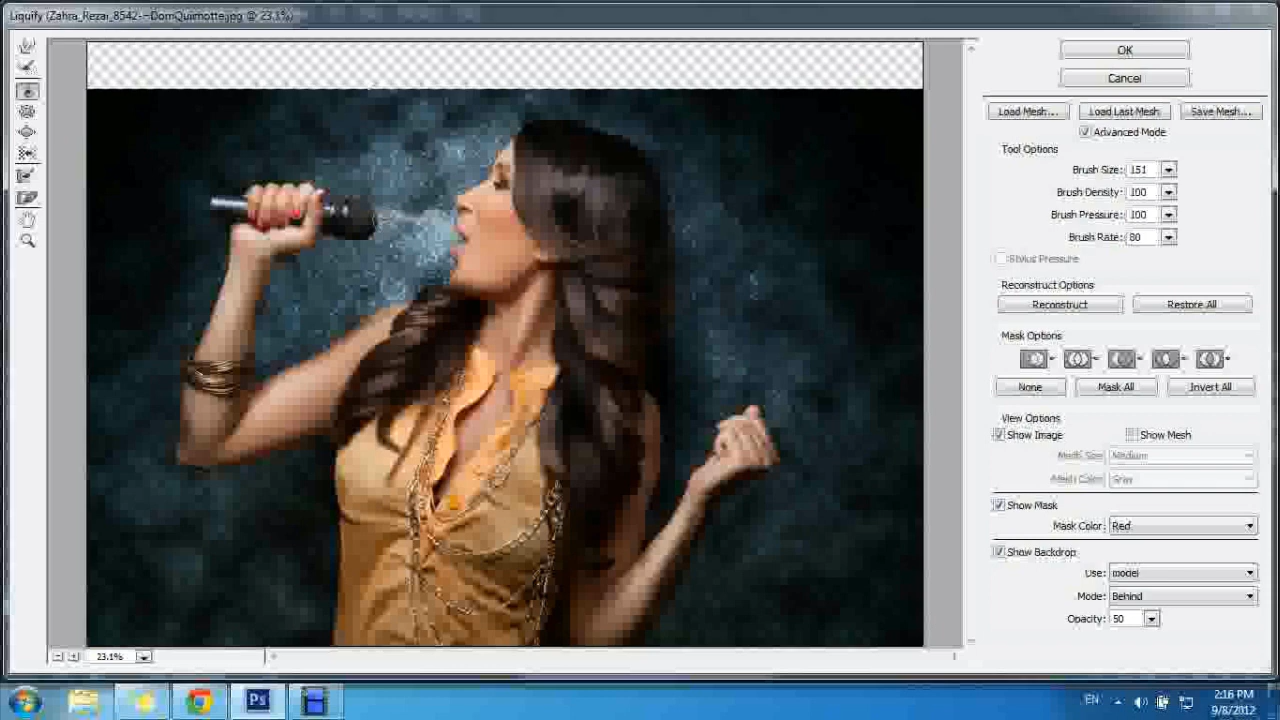 Liquify (Zahra_Rezai_8542--DomQuimotte.jpg @ 23.1%)
OK
Cancel
Load Mesh...
Load Last Mesh
Save Mesh...
Advanced Mode
Tool Options
Brush Size: 151
Brush Density: 100
Brush Pressure: 100
Brush Rate: 80
Stylus Pressure
Reconstruct Options
Reconstruct
Restore All
Mask Options
None
Mask All
Invert All
View Options
Show Image
Show Mesh
Mesh Size: Medium
Mesh Color: Gray
Show Mask
Mask Color: Red
Show Backdrop
Use: model
Mode: Behind
Opacity: 50
23.1%
Ps
EN
2:16 PM
9/8/2012